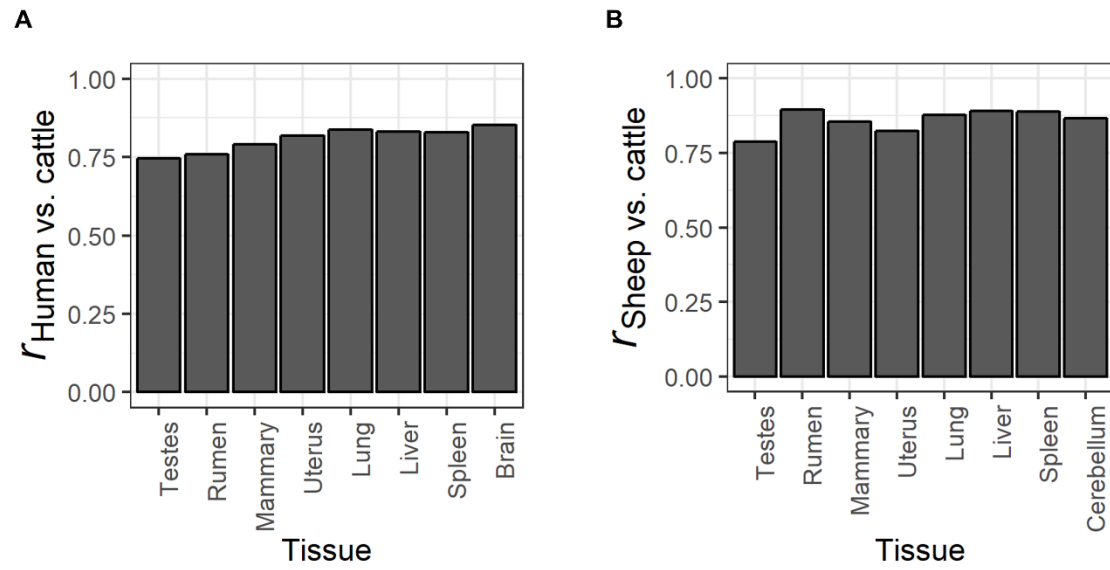 A
1.00
0.75
0.50
0.25
0.00
r Human vs. cattle
Testes
Rumen
Mammary
Uterus
Lung
Liver
Spleen
Brain
Tissue
B
1.00
0.75
0.50
0.25
0.00
r Sheep vs. cattle
Testes
Rumen
Mammary
Uterus
Lung
Liver
Spleen
Cerebellum
Tissue